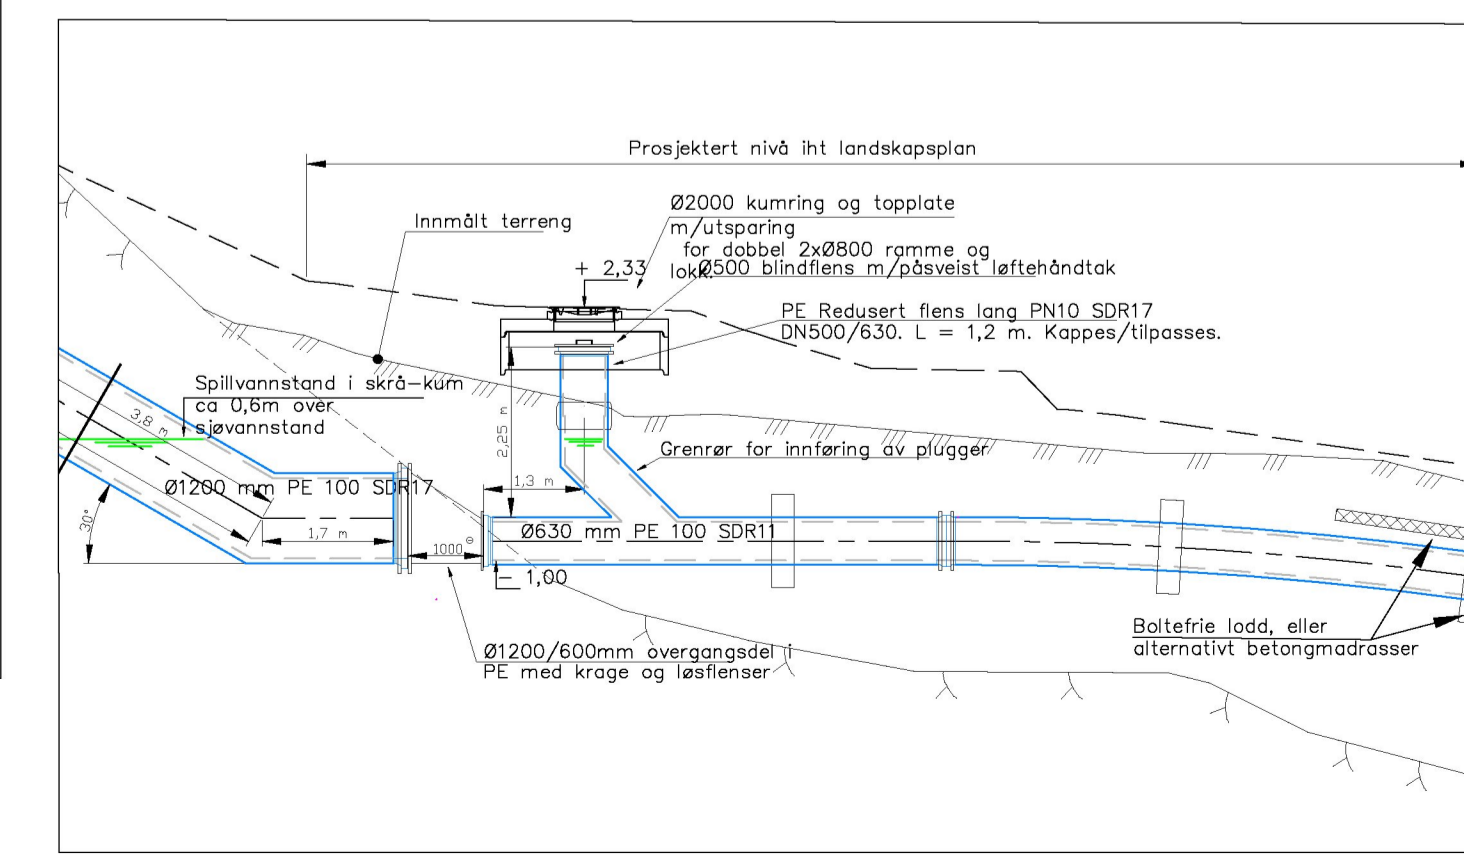 Prosjektert nivå iht landskapsplan
Ø2000 kumring og topplate
m/utsparing
for dobbel 2xØ800 ramme og
lokk.
Innmålt terreng
+ 2,33
Ø500 blindflens m/påsveist løftehåndtak
PE Redusert flens lang PN10 SDR17
DN500/630. L = 1,2 m. Kappes/tilpasses.
Spillvannstand i skrå-kum
ca 0,6m over
sjøvannstand
3,8 m
2,25 m
Grenrør for innføring av plugger
Ø1200 mm PE 100 SDR17
1,3 m
30°
1,7 m
1000
Ø630 mm PE 100 SDR11
- 1,00
Boltefrie lodd, eller
alternativt betongmadrasser
Ø1200/600mm overgangsdel i
PE med krage og løsflenser